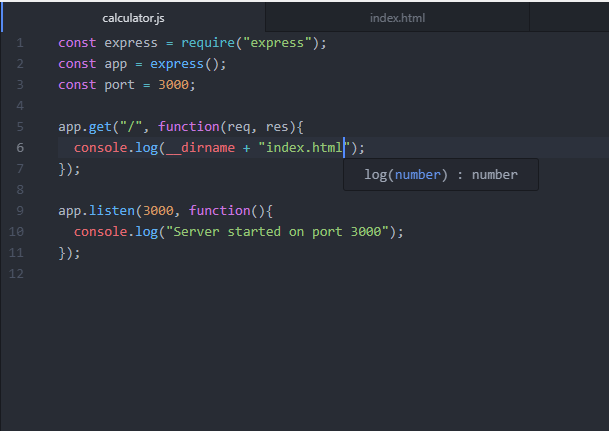 calculator.js index.html
1 const express = require("express");
2 const app = express();
3 const port = 3000;
4
5 app.get("/", function(req, res){
6 console.log(__dirname + "index.html");
7 });
log(number) : number
8
9 app.listen(3000, function(){
10 console.log("Server started on port 3000");
11 });
12